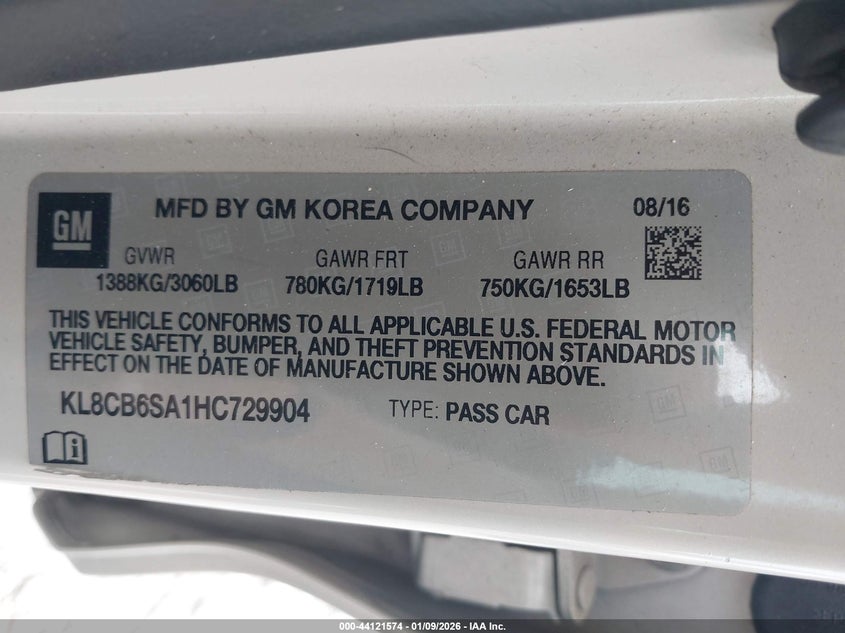 GM MFD BY GM KOREA COMPANY 08/16
GVWR GAWR FRT GAWR RR
1388KG/3060LB 780KG/1719LB 750KG/1653LB
THIS VEHICLE CONFORMS TO ALL APPLICABLE U.S. FEDERAL MOTOR
VEHICLE SAFETY, BUMPER, AND THEFT PREVENTION STANDARDS IN
EFFECT ON THE DATE OF MANUFACTURE SHOWN ABOVE.
KL8CB6SA1HC729904 TYPE: PASS CAR
000-44121574 - 01/09/2026 - IAA Inc.